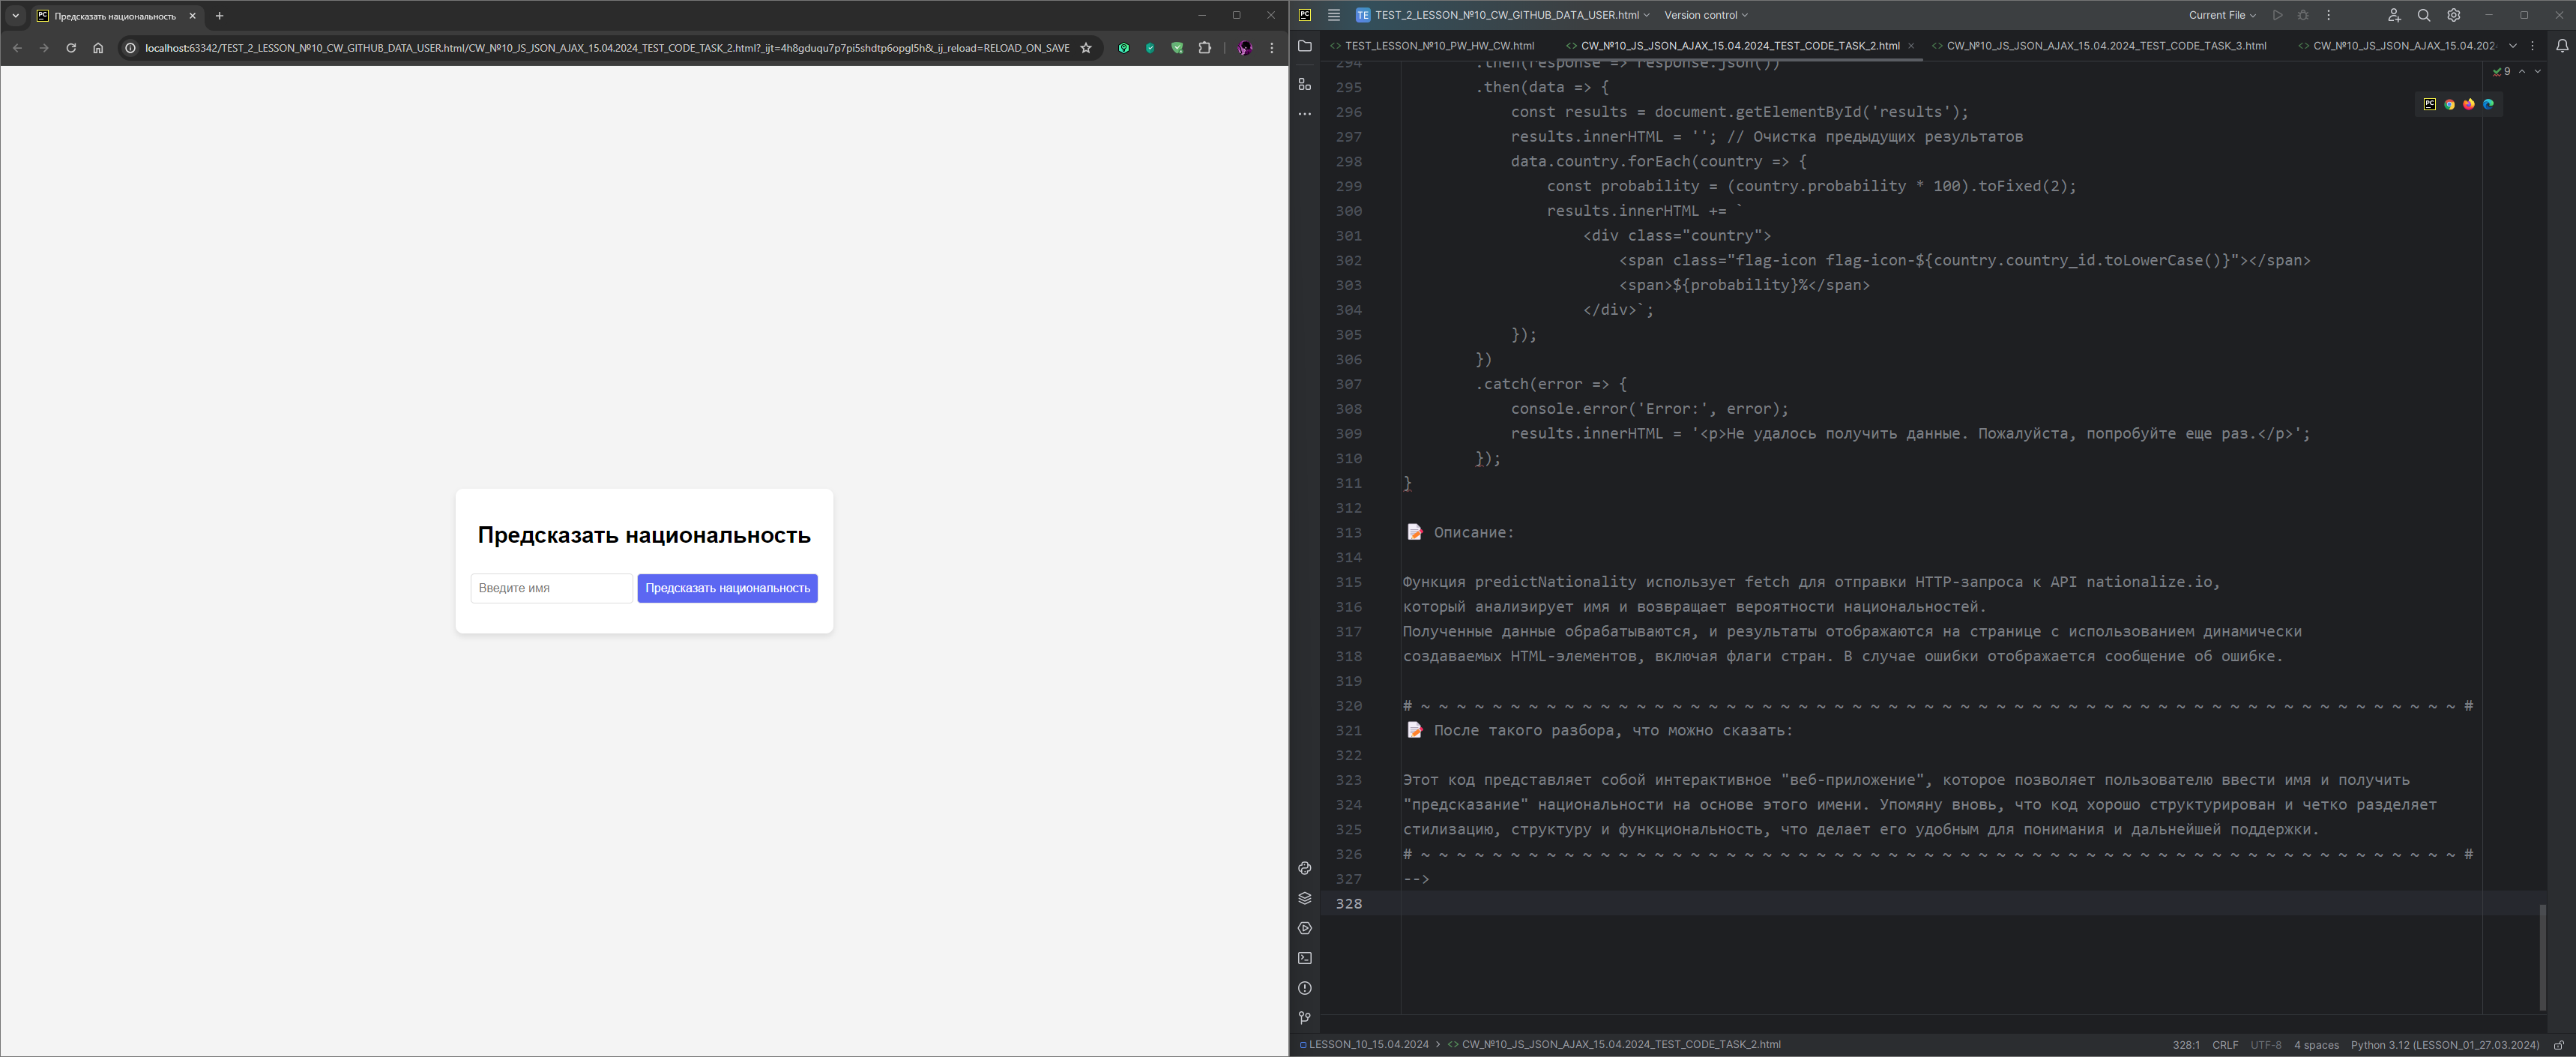 Предсказать национальность
localhost:63342/TEST_2_LESSON_№10_CW_GITHUB_DATA_USER.html/CW_№10_JS_JSON_AJAX_15.04.2024_TEST_CODE_TASK_2.html?_ijt=4h8gduqu7p7pi5shdtp6opgl5h&_ij_reload=RELOAD_ON_SAVE
Предсказать национальность
Введите имя
Предсказать национальность
PC
TE TEST_2_LESSON_№10_CW_GITHUB_DATA_USER.html
Version control
Current File
TEST_LESSON_№10_PW_HW_CW.html
CW_№10_JS_JSON_AJAX_15.04.2024_TEST_CODE_TASK_2.html
CW_№10_JS_JSON_AJAX_15.04.2024_TEST_CODE_TASK_3.html
CW_№10_JS_JSON_AJAX_15.04.202
9
294 .then(response => response.json())
295 .then(data => {
296 const results = document.getElementById('results');
297 results.innerHTML = ''; // Очистка предыдущих результатов
298 data.country.forEach(country => {
299 const probability = (country.probability * 100).toFixed(2);
300 results.innerHTML += `
301 <div class="country">
302 <span class="flag-icon flag-icon-${country.country_id.toLowerCase()}"></span>
303 <span>${probability}%</span>
304 </div>`;
305 });
306 })
307 .catch(error => {
308 console.error('Error:', error);
309 results.innerHTML = '<p>Не удалось получить данные. Пожалуйста, попробуйте еще раз.</p>';
310 });
311 }
312
313 📝 Описание:
314
315 Функция predictNationality использует fetch для отправки HTTP-запроса к API nationalize.io,
316 который анализирует имя и возвращает вероятности национальностей.
317 Полученные данные обрабатываются, и результаты отображаются на странице с использованием динамически
318 создаваемых HTML-элементов, включая флаги стран. В случае ошибки отображается сообщение об ошибке.
319
320 # ~ ~ ~ ~ ~ ~ ~ ~ ~ ~ ~ ~ ~ ~ ~ ~ ~ ~ ~ ~ ~ ~ ~ ~ ~ ~ ~ ~ ~ ~ ~ ~ ~ ~ ~ ~ ~ ~ ~ ~ ~ ~ ~ ~ ~ ~ ~ ~ ~ ~ ~ ~ ~ ~ ~ ~ ~ ~ #
321 📝 После такого разбора, что можно сказать:
322
323 Этот код представляет собой интерактивное "веб-приложение", которое позволяет пользователю ввести имя и получить
324 "предсказание" национальности на основе этого имени. Упомяну вновь, что код хорошо структурирован и четко разделяет
325 стилизацию, структуру и функциональность, что делает его удобным для понимания и дальнейшей поддержки.
326 # ~ ~ ~ ~ ~ ~ ~ ~ ~ ~ ~ ~ ~ ~ ~ ~ ~ ~ ~ ~ ~ ~ ~ ~ ~ ~ ~ ~ ~ ~ ~ ~ ~ ~ ~ ~ ~ ~ ~ ~ ~ ~ ~ ~ ~ ~ ~ ~ ~ ~ ~ ~ ~ ~ ~ ~ ~ ~ #
327 -->
328
LESSON_10_15.04.2024 > CW_№10_JS_JSON_AJAX_15.04.2024_TEST_CODE_TASK_2.html
328:1 CRLF UTF-8 4 spaces Python 3.12 (LESSON_01_27.03.2024)